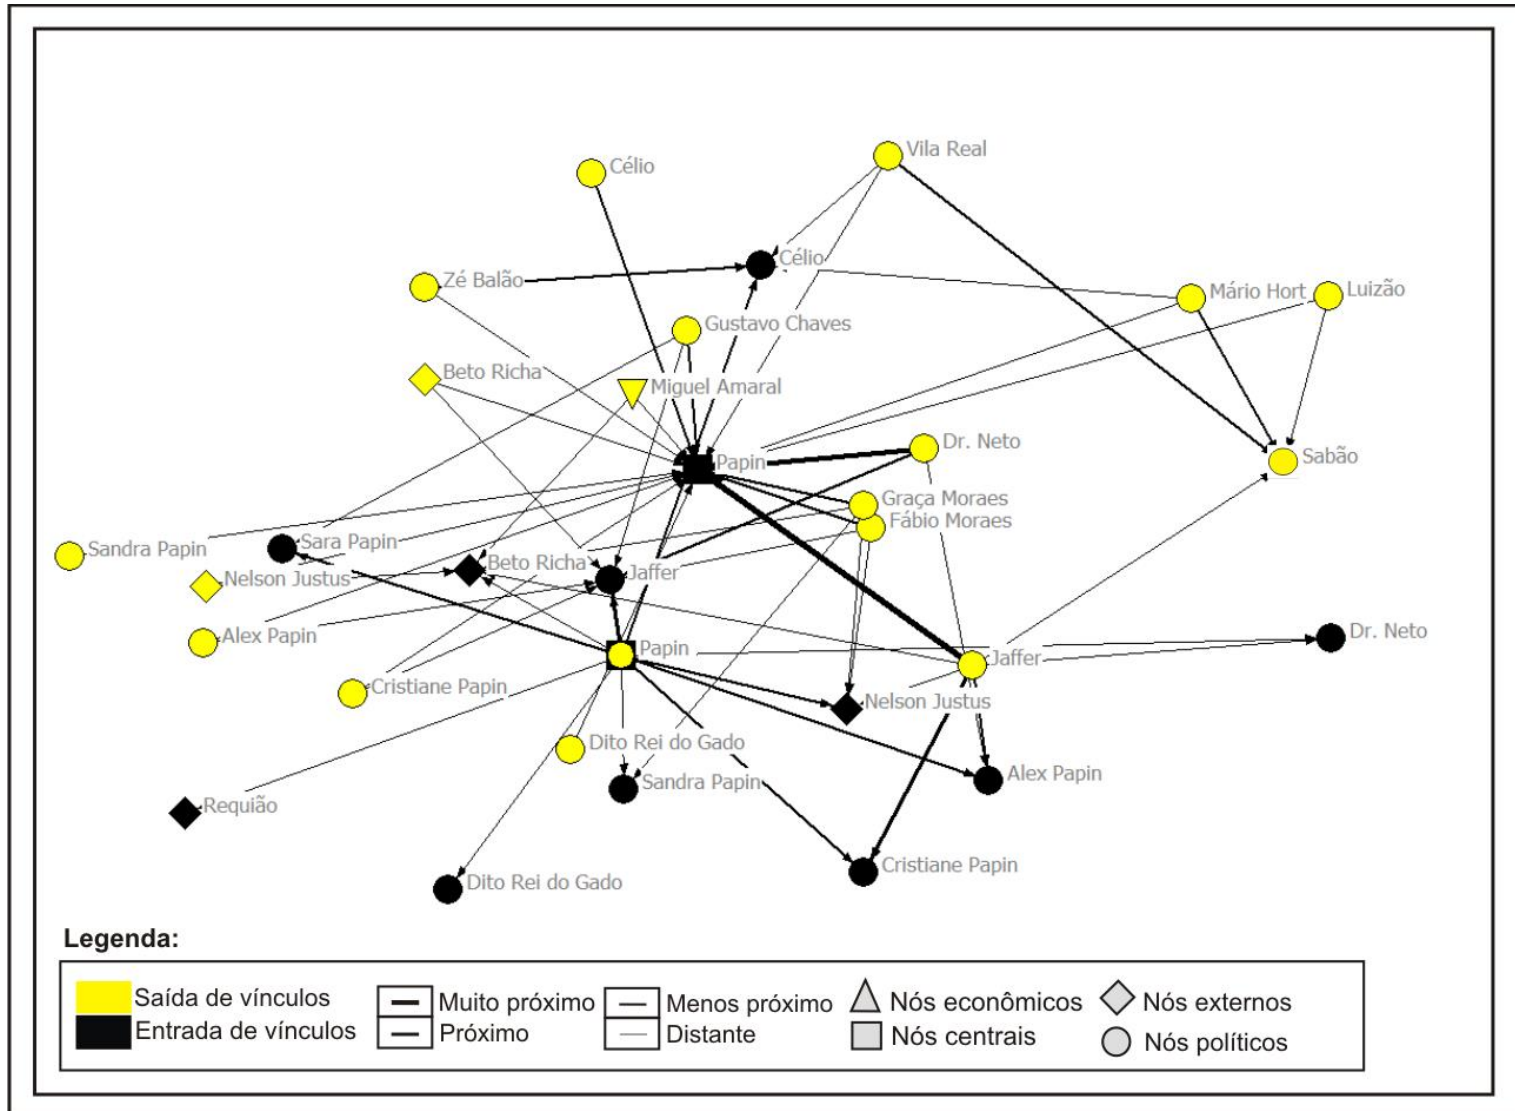 Vila Real
Célio
Célio
Zé Balão
Mário Hort
Luizão
Gustavo Chaves
Beto Richa
Miguel Amaral
Dr. Neto
Papin
Sabão
Graça Moraes
Fábio Moraes
Sandra Papin
Sara Papin
Beto Richa
Jaffer
Nelson Justus
Alex Papin
Dr. Neto
Papin
Jaffer
Cristiane Papin
Nelson Justus
Dito Rei do Gado
Alex Papin
Sandra Papin
Requião
Cristiane Papin
Dito Rei do Gado
Legenda:
Saída de vínculos
Entrada de vínculos
Muito próximo
Próximo
Menos próximo
Distante
Nós econômicos
Nós centrais
Nós externos
Nós políticos